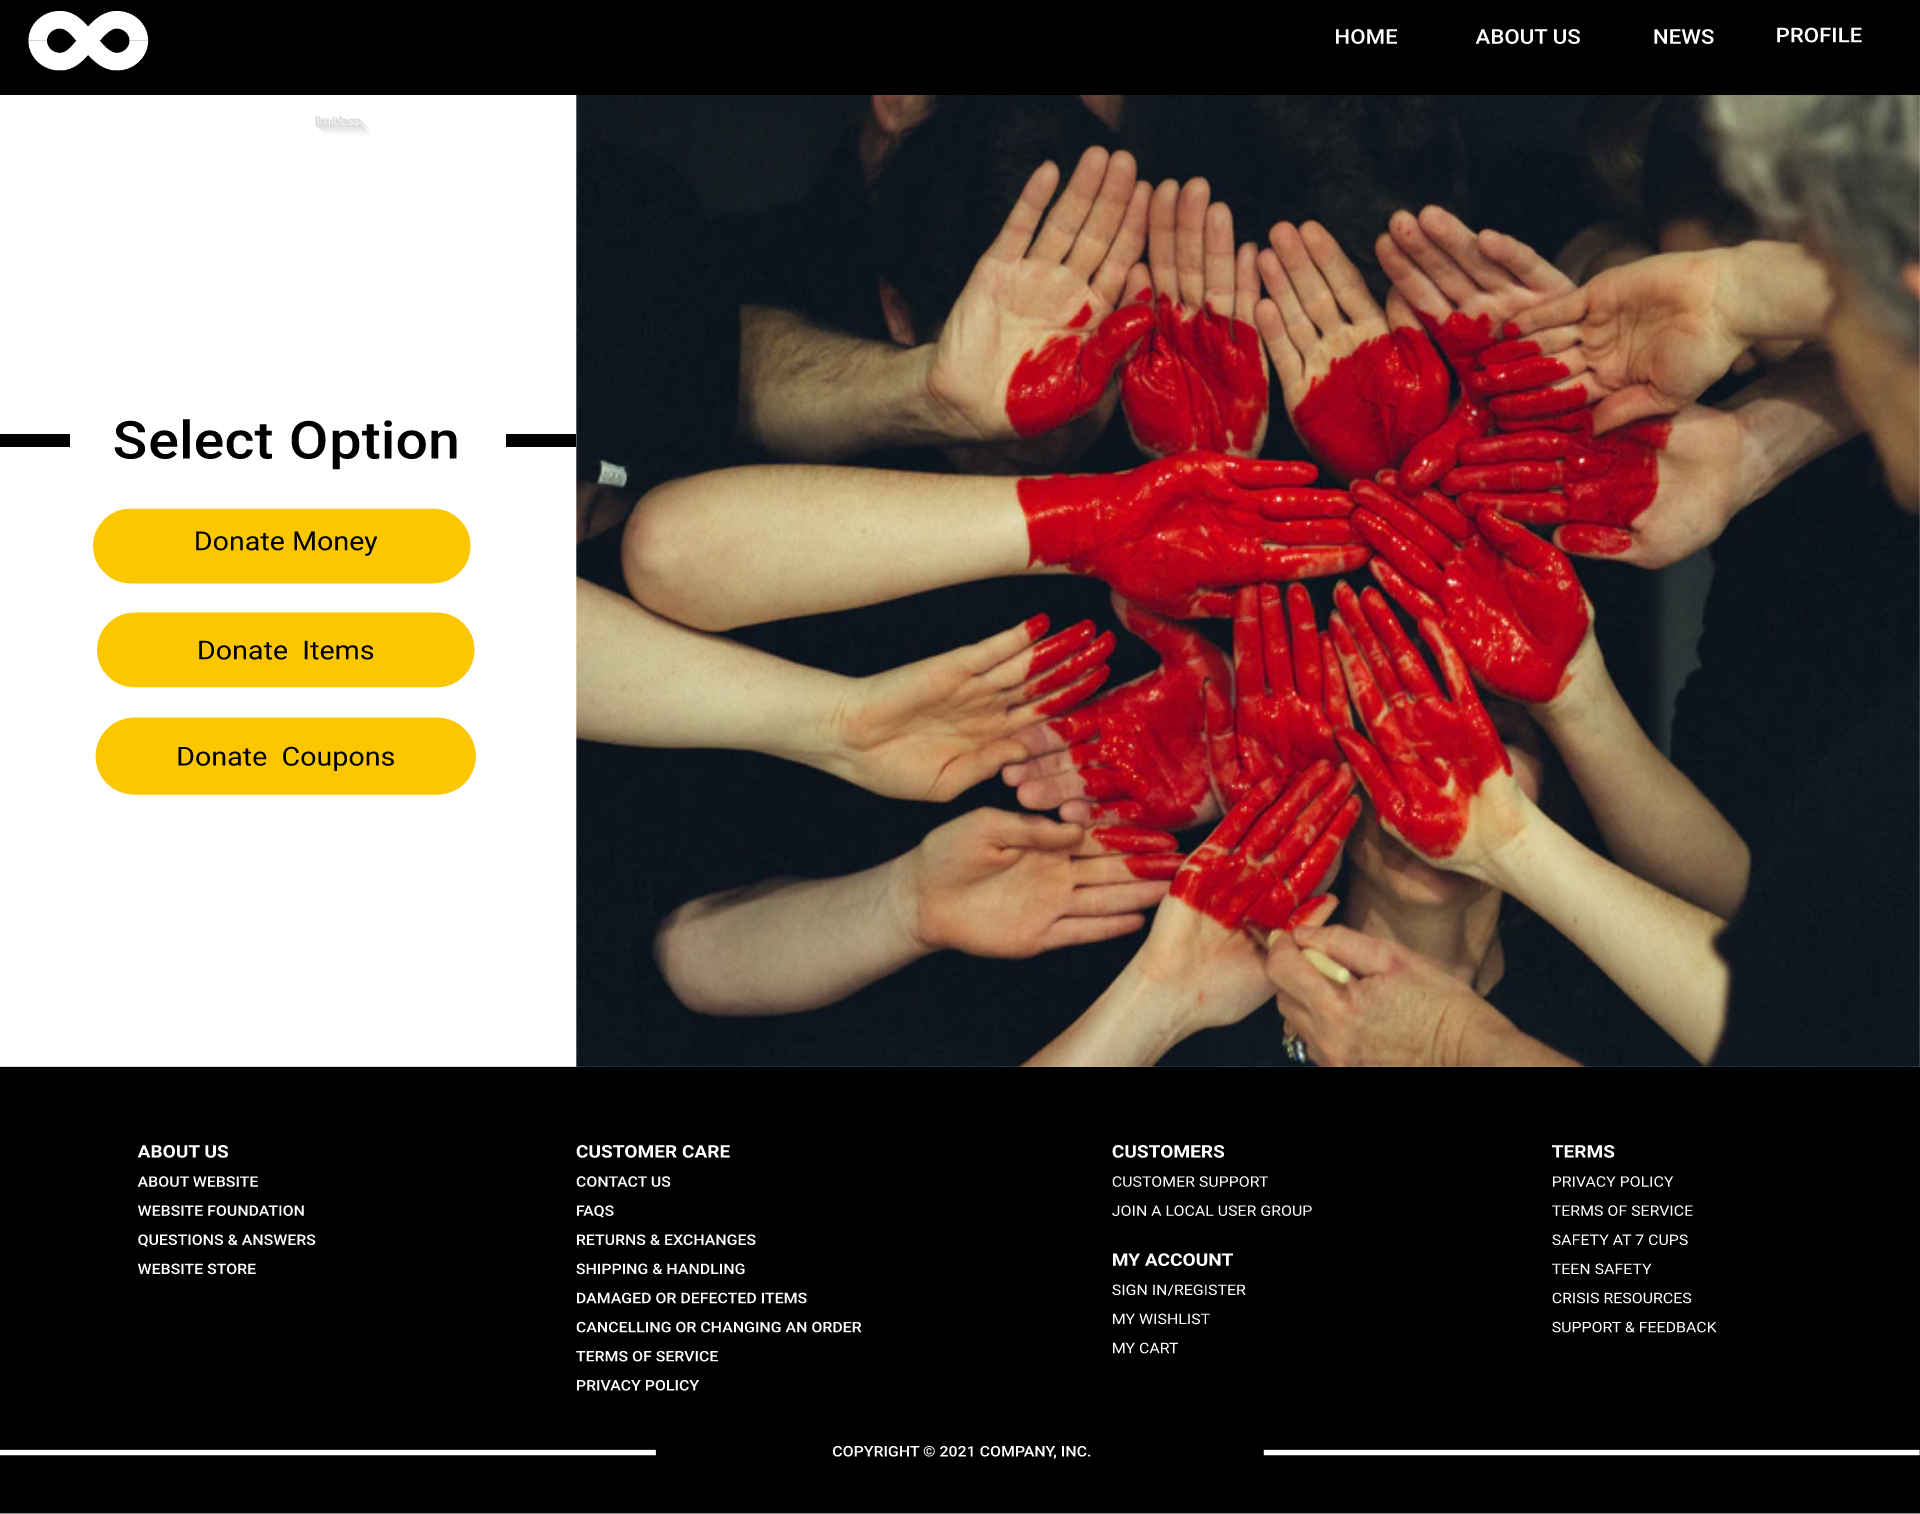 HOME ABOUT US NEWS PROFILE
limitless
Select Option
Donate Money
Donate Items
Donate Coupons
ABOUT US
ABOUT WEBSITE
WEBSITE FOUNDATION
QUESTIONS & ANSWERS
WEBSITE STORE
CUSTOMER CARE
CONTACT US
FAQS
RETURNS & EXCHANGES
SHIPPING & HANDLING
DAMAGED OR DEFECTED ITEMS
CANCELLING OR CHANGING AN ORDER
TERMS OF SERVICE
PRIVACY POLICY
CUSTOMERS
CUSTOMER SUPPORT
JOIN A LOCAL USER GROUP
MY ACCOUNT
SIGN IN/REGISTER
MY WISHLIST
MY CART
TERMS
PRIVACY POLICY
TERMS OF SERVICE
SAFETY AT 7 CUPS
TEEN SAFETY
CRISIS RESOURCES
SUPPORT & FEEDBACK
COPYRIGHT © 2021 COMPANY, INC.